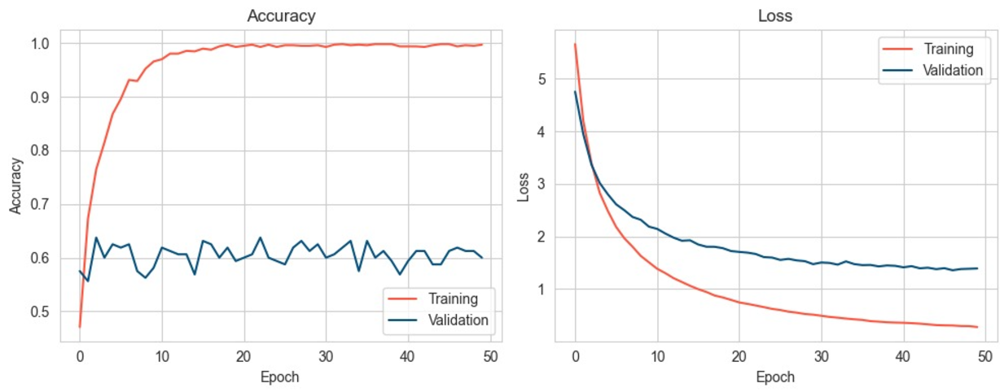 Accuracy
1.0
0.9
0.8
0.7
0.6
0.5
Accuracy
Training
Validation
0 10 20 30 40 50
Epoch
Loss
5
4
3
2
1
Loss
Training
Validation
0 10 20 30 40 50
Epoch